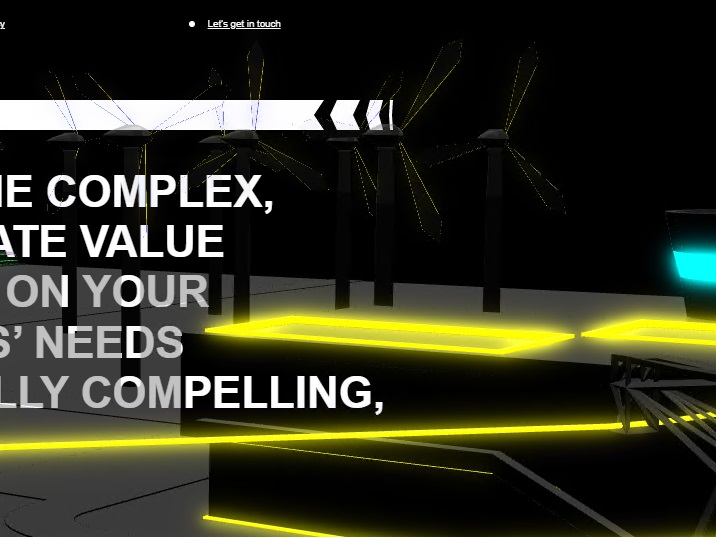 y
Let's get in touch
IE COMPLEX,
ATE VALUE
ON YOUR
S’ NEEDS
LLY COMPELLING,